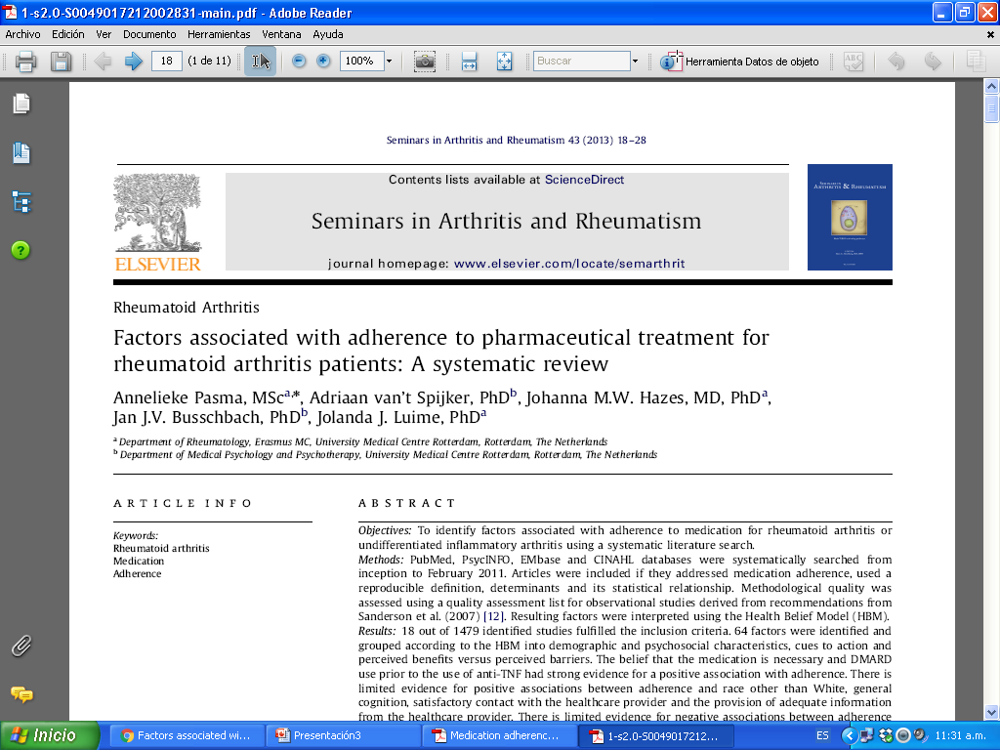 1-s2.0-S0049017212002831-main.pdf - Adobe Reader
Archivo Edición Ver Documento Herramientas Ventana Ayuda
18 (1 de 11) 100% Buscar Herramienta Datos de objeto
Seminars in Arthritis and Rheumatism 43 (2013) 18–28
Contents lists available at ScienceDirect
Seminars in Arthritis and Rheumatism
journal homepage: www.elsevier.com/locate/semarthrit
ELSEVIER
Seminars in
Arthritis & Rheumatism
Rheumatoid Arthritis
Factors associated with adherence to pharmaceutical treatment for
rheumatoid arthritis patients: A systematic review
Annelieke Pasma, MSc a,*, Adriaan van't Spijker, PhD b, Johanna M.W. Hazes, MD, PhD a,
Jan J.V. Busschbach, PhD b, Jolanda J. Luime, PhD a
a Department of Rheumatology, Erasmus MC, University Medical Centre Rotterdam, Rotterdam, The Netherlands
b Department of Medical Psychology and Psychotherapy, University Medical Centre Rotterdam, Rotterdam, The Netherlands
ARTICLE INFO
Keywords:
Rheumatoid arthritis
Medication
Adherence
ABSTRACT
Objectives: To identify factors associated with adherence to medication for rheumatoid arthritis or
undifferentiated inflammatory arthritis using a systematic literature search.
Methods: PubMed, PsycINFO, EMbase and CINAHL databases were systematically searched from
inception to February 2011. Articles were included if they addressed medication adherence, used a
reproducible definition, determinants and its statistical relationship. Methodological quality was
assessed using a quality assessment list for observational studies derived from recommendations from
Sanderson et al. (2007) [12]. Resulting factors were interpreted using the Health Belief Model (HBM).
Results: 18 out of 1479 identified studies fulfilled the inclusion criteria. 64 factors were identified and
grouped according to the HBM into demographic and psychosocial characteristics, cues to action and
perceived benefits versus perceived barriers. The belief that the medication is necessary and DMARD
use prior to the use of anti-TNF had strong evidence for a positive association with adherence. There is
limited evidence for positive associations between adherence and race other than White, general
cognition, satisfactory contact with the healthcare provider and the provision of adequate information
from the healthcare provider. There is limited evidence for negative associations between adherence
Inicio Factors associated wi... Presentación3 Medication adherenc... 1-s2.0-S0049017212... ES 11:31 a.m.